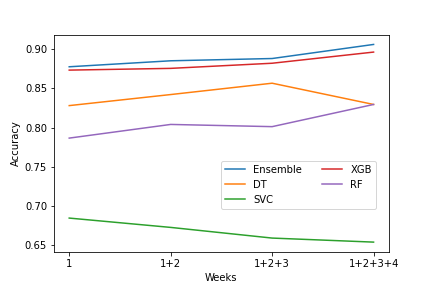 0.90
0.85
0.80
0.75
0.70
0.65
Accuracy
Ensemble
DT
SVC
XGB
RF
1
1+2
1+2+3
1+2+3+4
Weeks